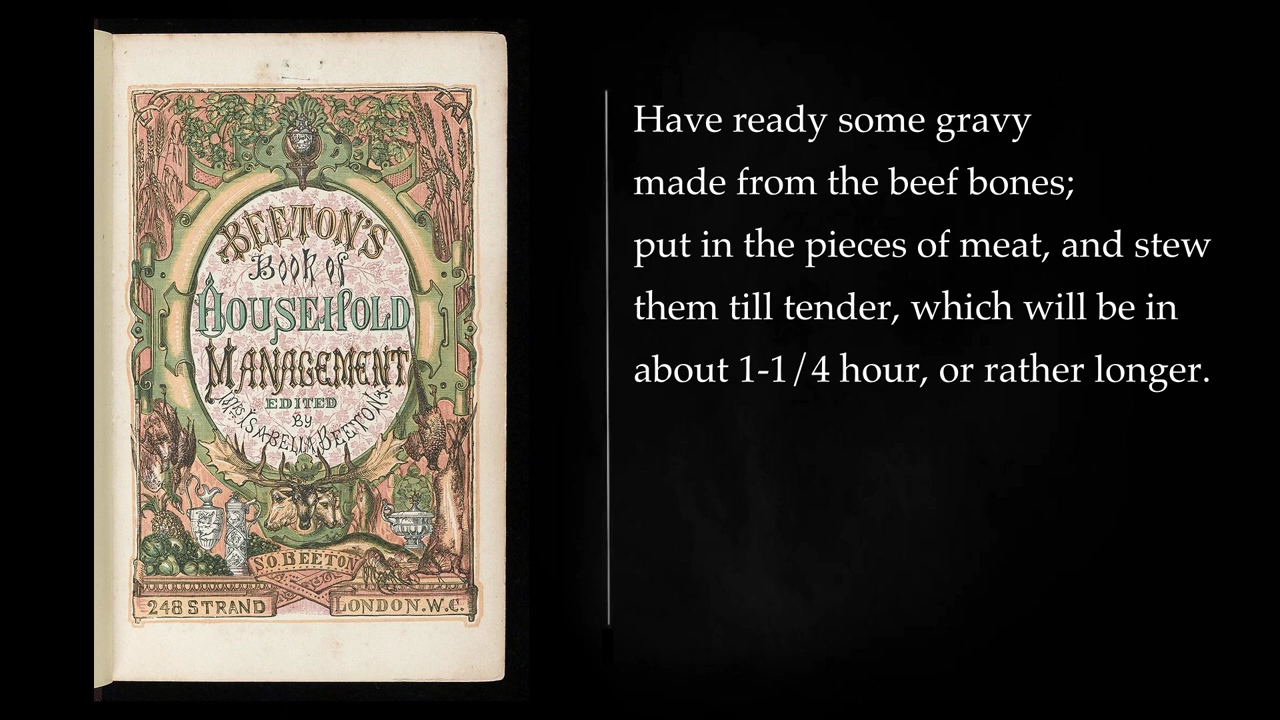 BEETON'S
Book of
HOUSEHOLD
MANAGEMENT
EDITED
By
MRS ISABELLA BEETON.
S.O. BEETON
248 STRAND
LONDON. W.C.
Have ready some gravy
made from the beef bones;
put in the pieces of meat, and stew
them till tender, which will be in
about 1-1/4 hour, or rather longer.